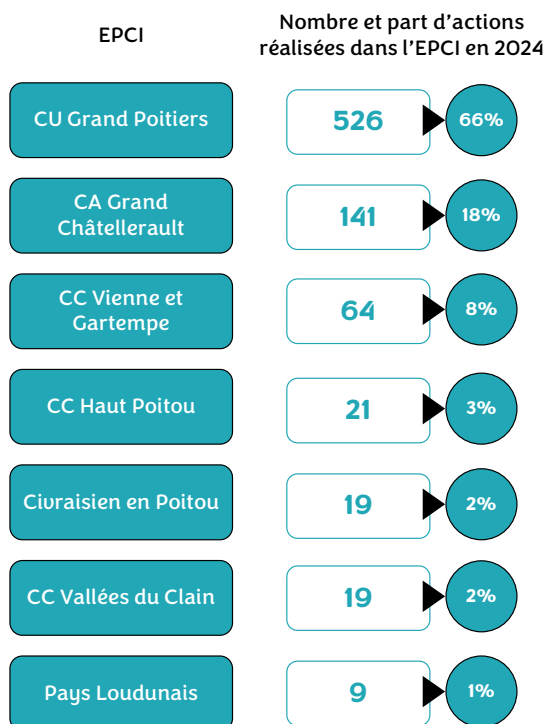 EPCI
Nombre et part d'actions
réalisées dans l'EPCI en 2024
CU Grand Poitiers
526
66%
CA Grand
Châtellerault
141
18%
CC Vienne et
Gartempe
64
8%
CC Haut Poitou
21
3%
Civraisien en Poitou
19
2%
CC Vallées du Clain
19
2%
Pays Loudunais
9
1%